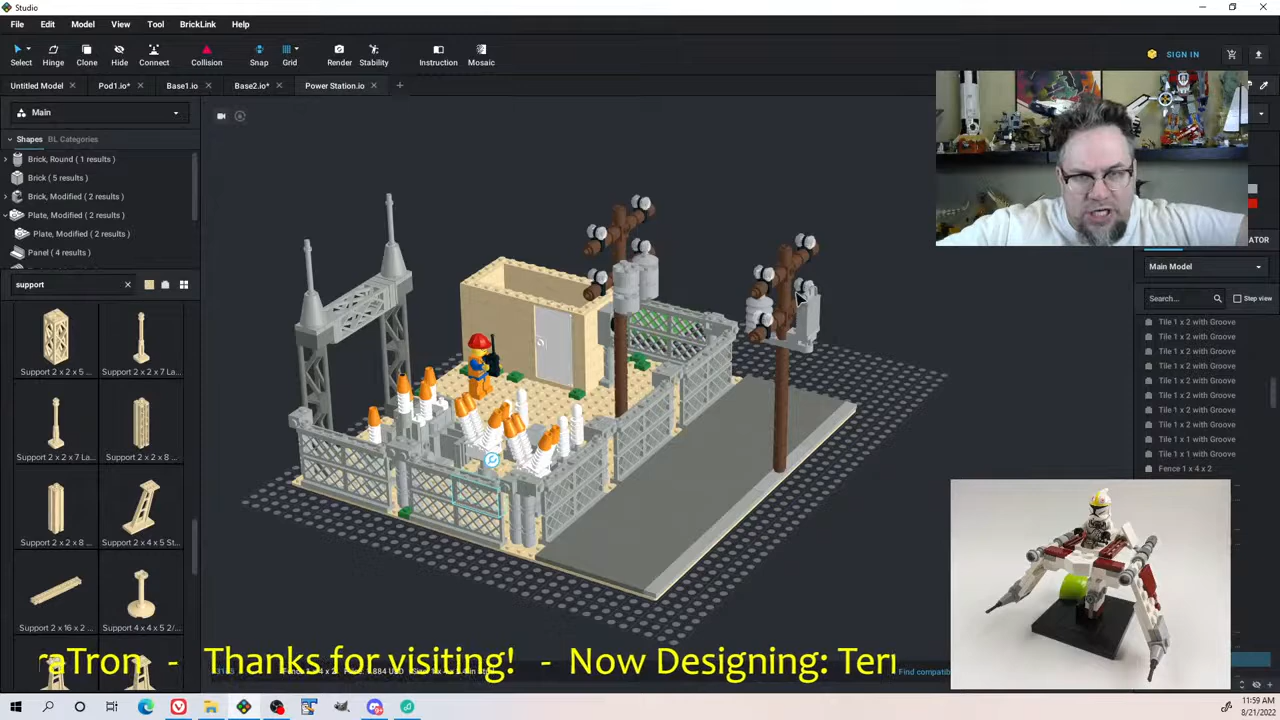 Studio
File Edit Model View Tool BrickLink Help
Select Hinge Clone Hide Connect Collision Snap Grid Render Stability Instruction Mosaic
SIGN IN
Untitled Model Pod1.io* Base1.io Base2.io* Power Station.io
Main
Shapes BL Categories
Brick, Round ( 1 results )
Brick ( 5 results )
Brick, Modified ( 2 results )
Plate, Modified ( 2 results )
Plate, Modified ( 2 results )
Panel ( 4 results )
support
Support 2 x 2 x 5 ...
Support 2 x 2 x 7 La...
Support 2 x 2 x 7 La...
Support 2 x 2 x 8 ...
Support 2 x 2 x 8 ...
Support 2 x 4 x 5 St...
Support 2 x 16 x 2 ...
Support 4 x 4 x 5 2/...
Main Model
Search...
Step view
Tile 1 x 2 with Groove
Tile 1 x 2 with Groove
Tile 1 x 2 with Groove
Tile 1 x 2 with Groove
Tile 1 x 2 with Groove
Tile 1 x 2 with Groove
Tile 1 x 2 with Groove
Tile 1 x 2 with Groove
Tile 1 x 1 with Groove
Tile 1 x 1 with Groove
Fence 1 x 4 x 2
aTron - Thanks for visiting! - Now Designing: Teri
Find compatib
11:59 AM
8/21/2022